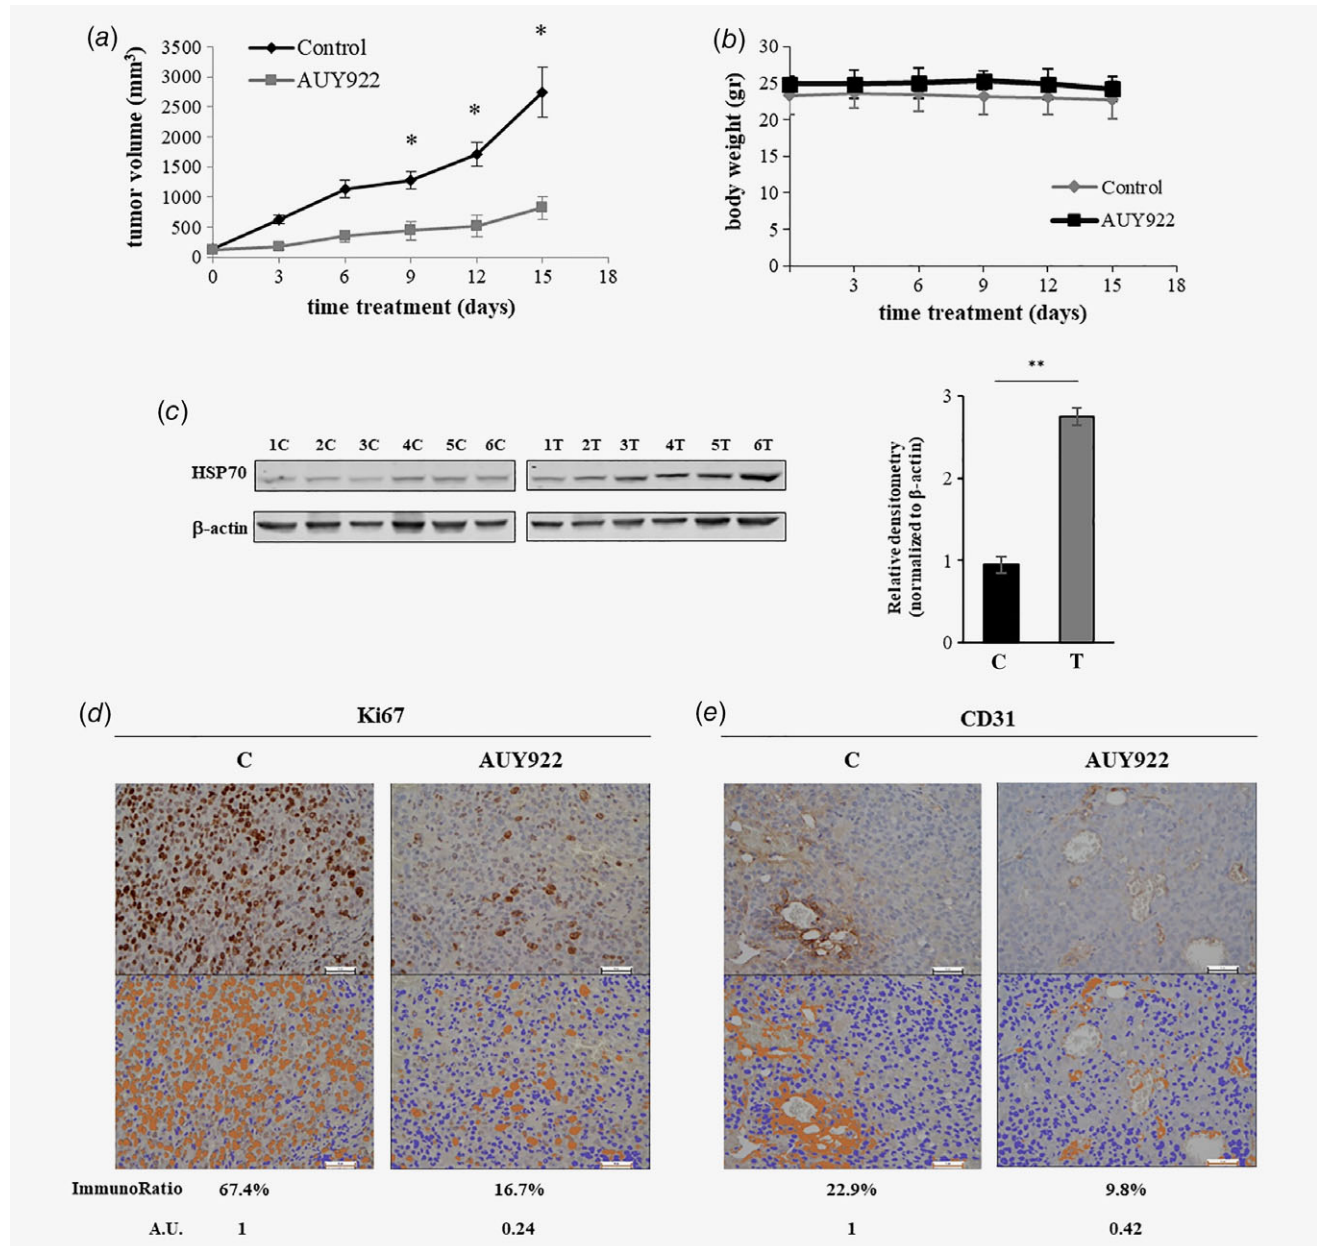 (a)
tumor volume (mm³)
3500
3000
2500
2000
1500
1000
500
0
Control
AUY922
*
*
*
0 3 6 9 12 15 18
time treatment (days)
(b)
body weight (gr)
30
25
20
15
10
5
0
Control
AUY922
3 6 9 12 15 18
time treatment (days)
(c)
1C 2C 3C 4C 5C 6C 1T 2T 3T 4T 5T 6T
HSP70
β-actin
**
Relative densitometry
(normalized to β-actin)
3
2
1
0
C T
(d)
Ki67
C AUY922
(e)
CD31
C AUY922
ImmunoRatio 67.4% 16.7% 22.9% 9.8%
A.U. 1 0.24 1 0.42